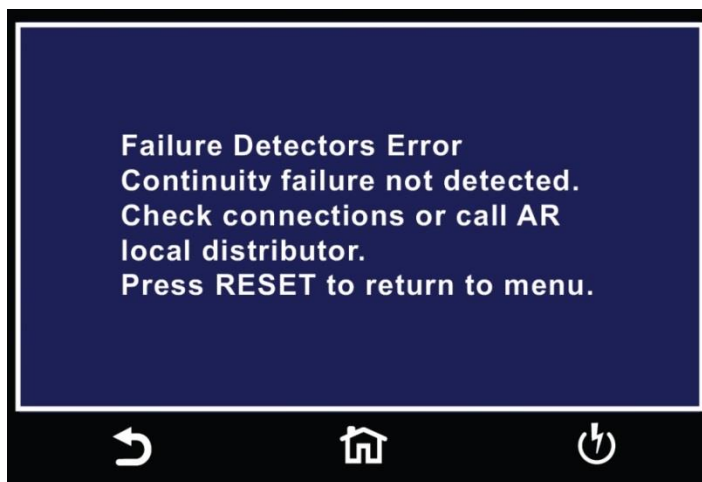 Failure Detectors Error
Continuity failure not detected.
Check connections or call AR
local distributor.
Press RESET to return to menu.